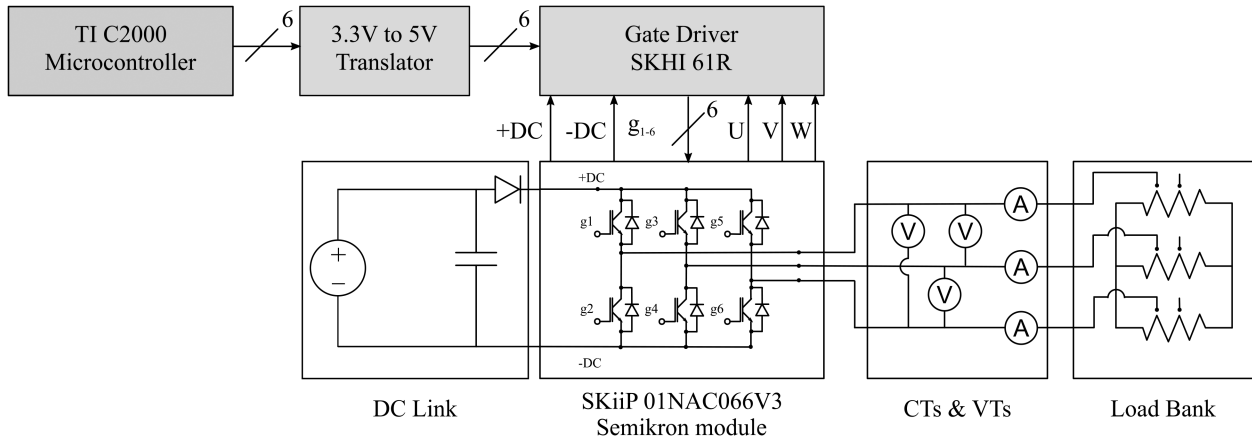 TI C2000
Microcontroller
6
3.3V to 5V
Translator
6
Gate Driver
SKHI 61R
+DC
-DC
g1-6
6
U
V
W
+DC
g1
g3
g5
g2
g4
g6
-DC
+
−
V
V
V
A
A
A
DC Link
SKiiP 01NAC066V3
Semikron module
CTs & VTs
Load Bank